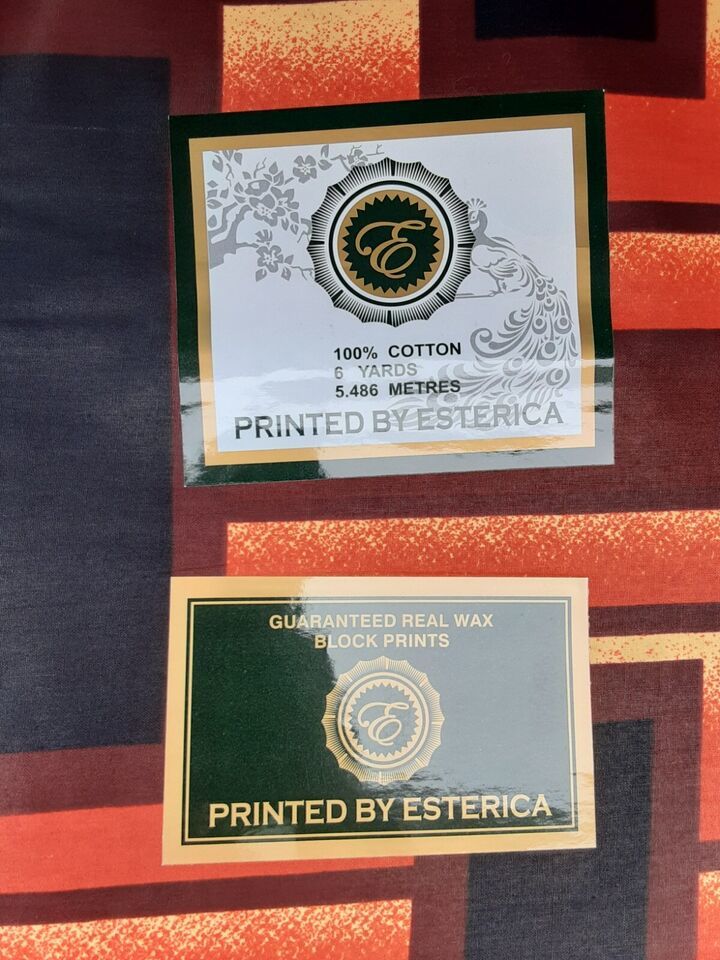 E
100% COTTON
6 YARDS
5.486 METRES
PRINTED BY ESTERICA
GUARANTEED REAL WAX
BLOCK PRINTS
E
PRINTED BY ESTERICA